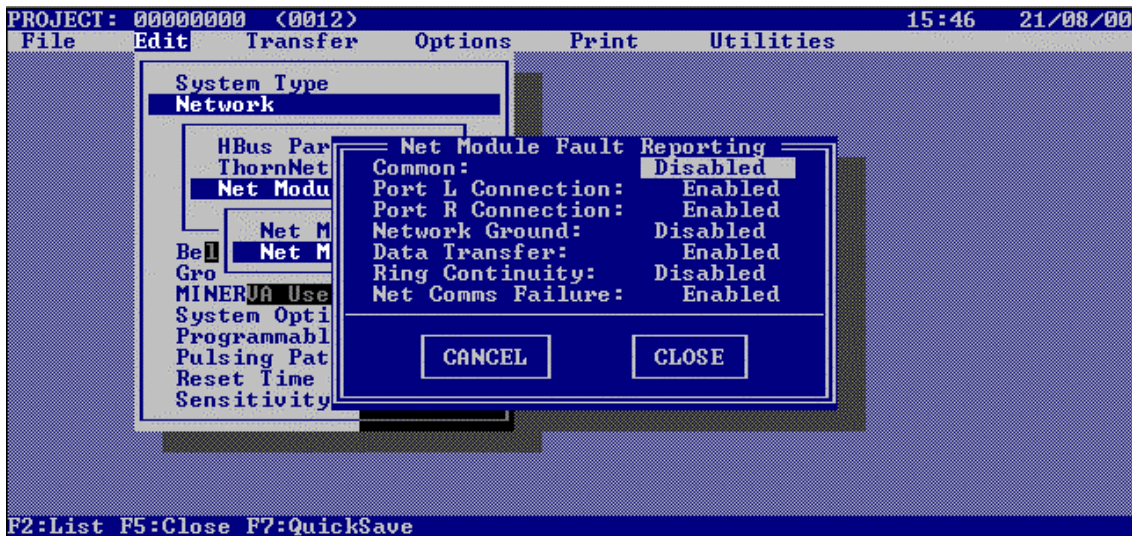 PROJECT: 00000000 (0012) 15:46 21/08/00
File Edit Transfer Options Print Utilities
System Type
Network
HBus Par
ThornNet
Net Modu
Net M
Net M
Bel
Gro
MINERVA Use
System Opti
Programmabl
Pulsing Pat
Reset Time
Sensitivity
Net Module Fault Reporting
Common: Disabled
Port L Connection: Enabled
Port R Connection: Enabled
Network Ground: Disabled
Data Transfer: Enabled
Ring Continuity: Disabled
Net Comms Failure: Enabled
CANCEL CLOSE
F2:List F5:Close F7:QuickSave